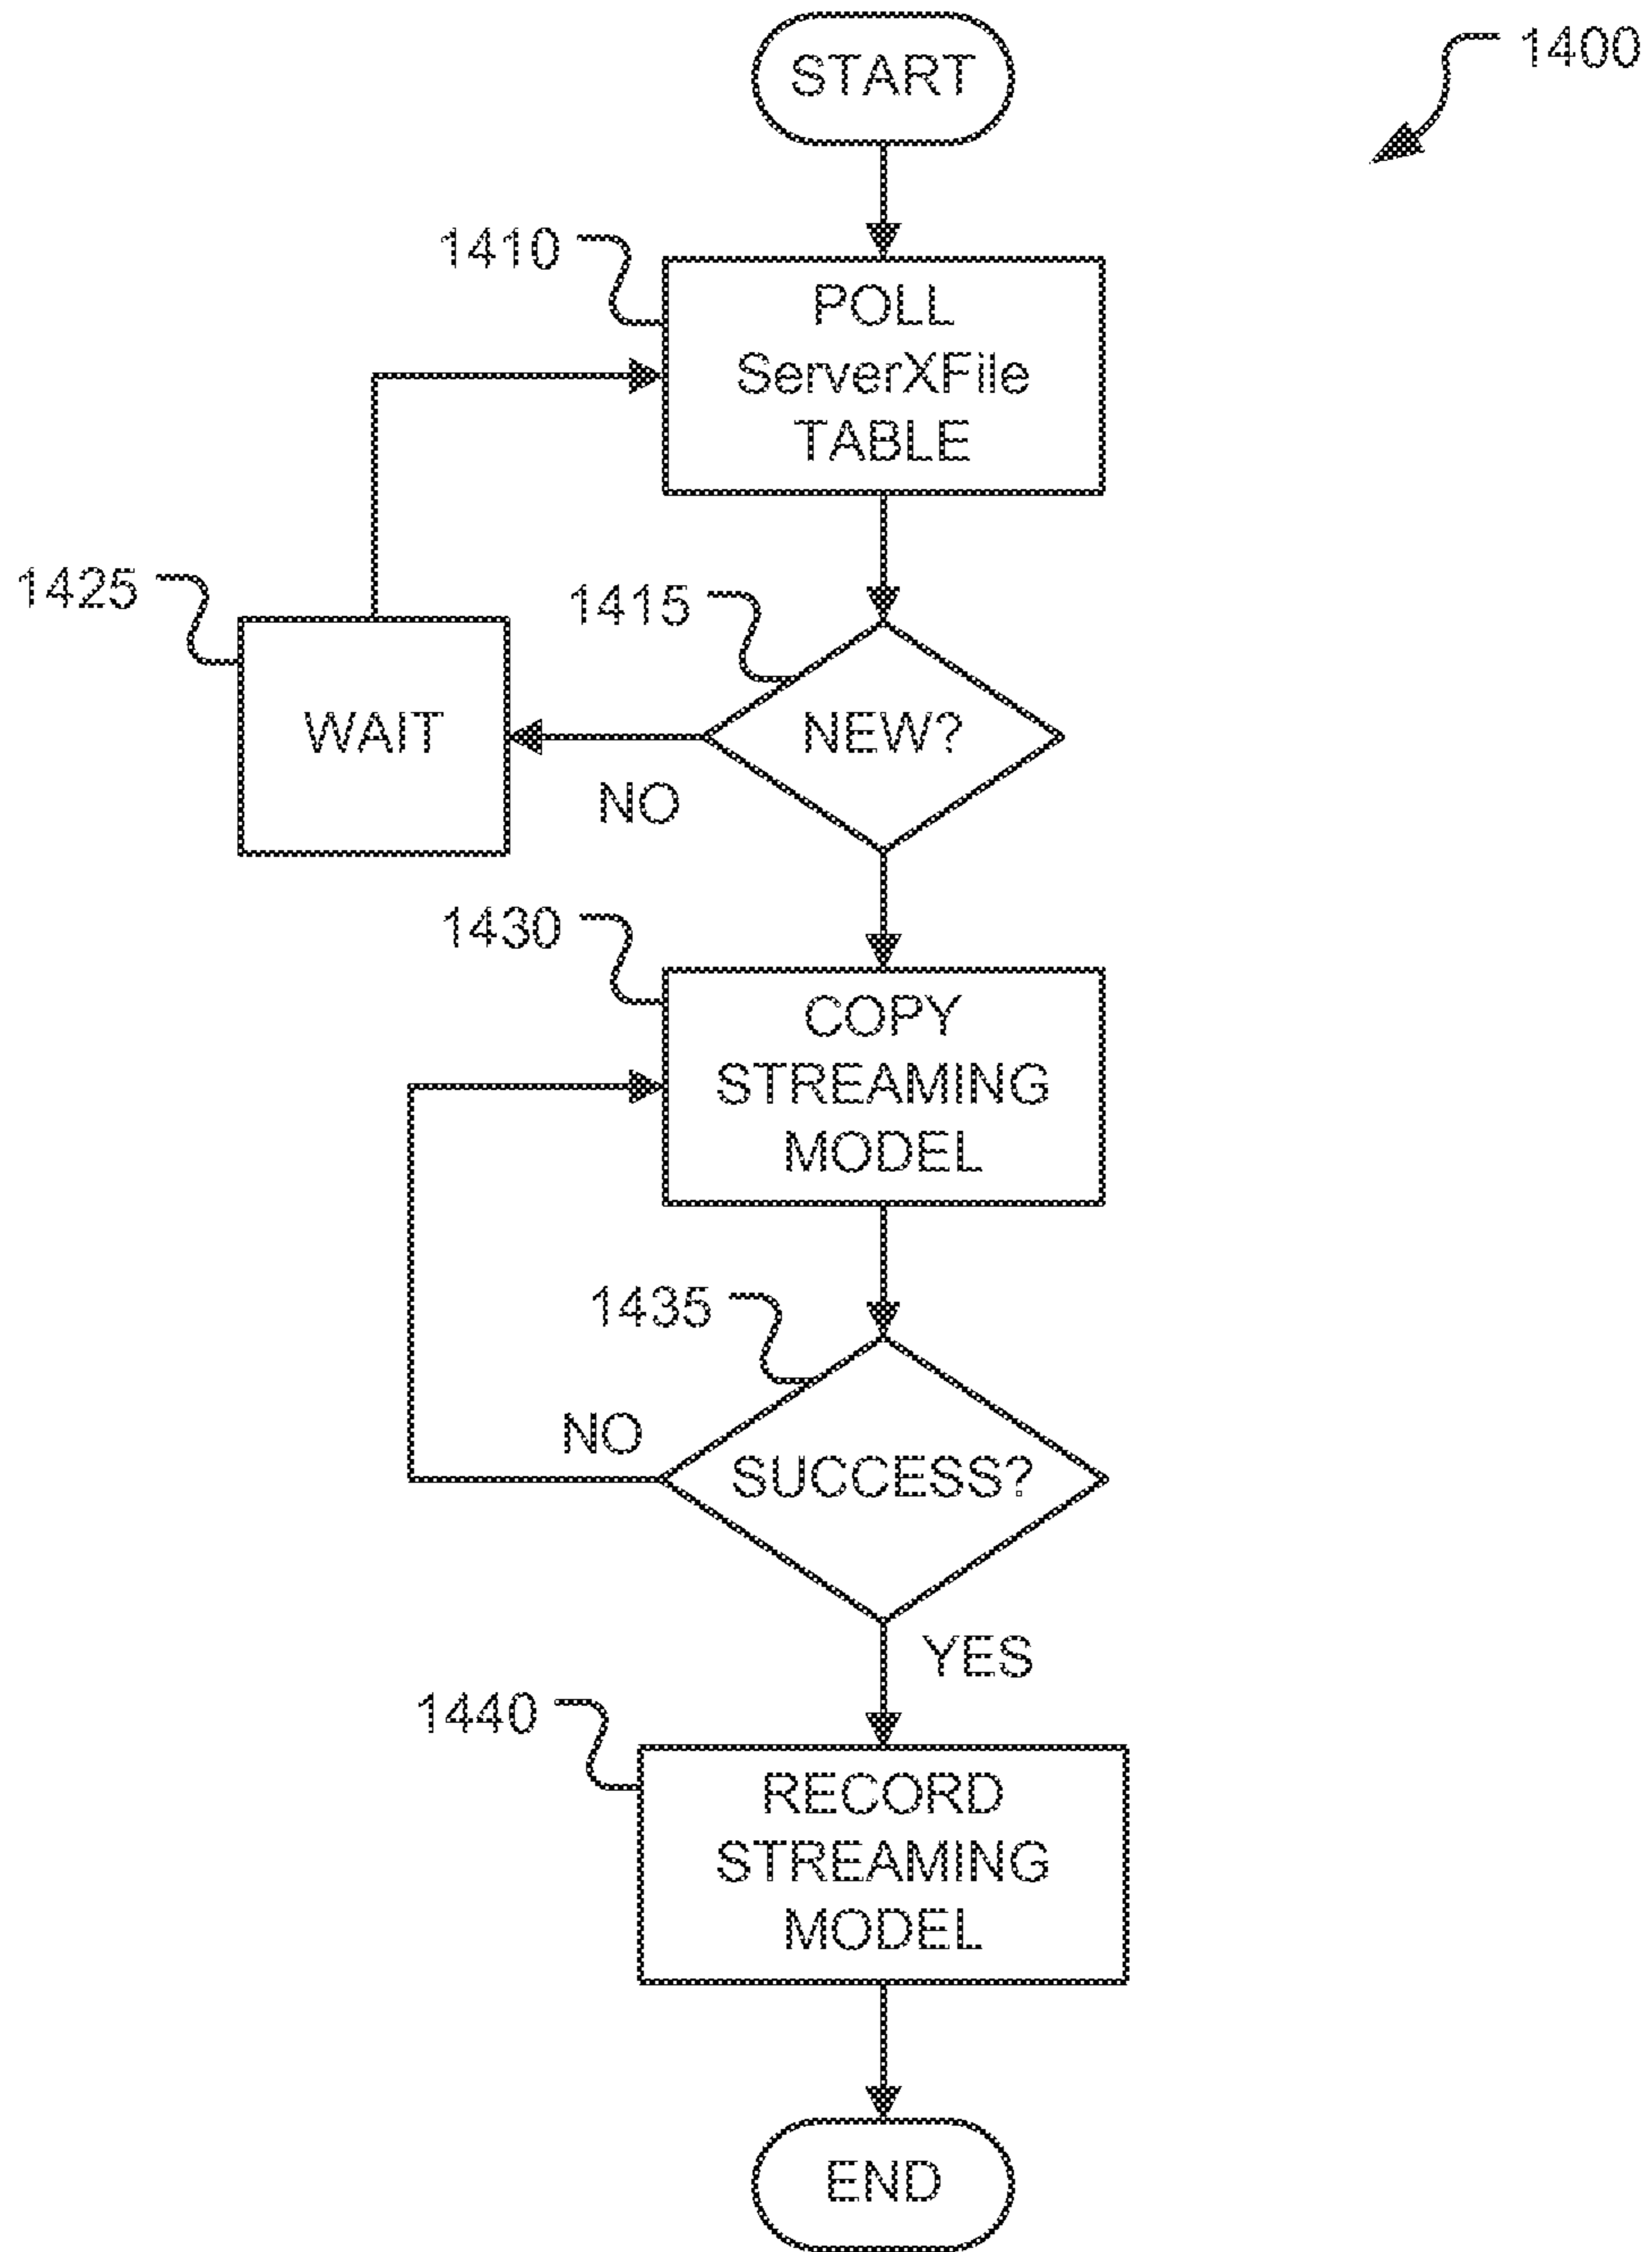 START
1400
1410
POLL
ServerXFile
TABLE
1425
1415
WAIT
NEW?
NO
1430
COPY
STREAMING
MODEL
1435
NO
SUCCESS?
YES
1440
RECORD
STREAMING
MODEL
END